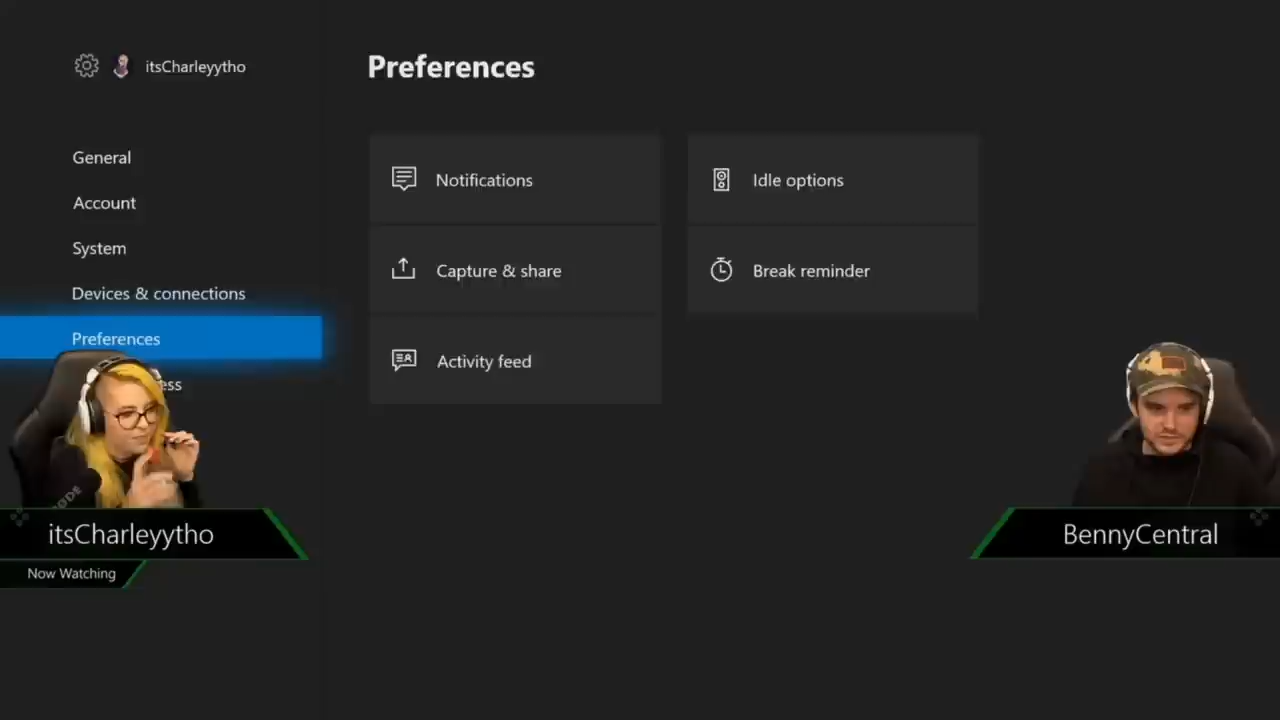 itsCharleyytho
Preferences
General
Account
System
Devices & connections
Preferences
ess
Notifications
Idle options
Capture & share
Break reminder
Activity feed
itsCharleyytho
Now Watching
BennyCentral